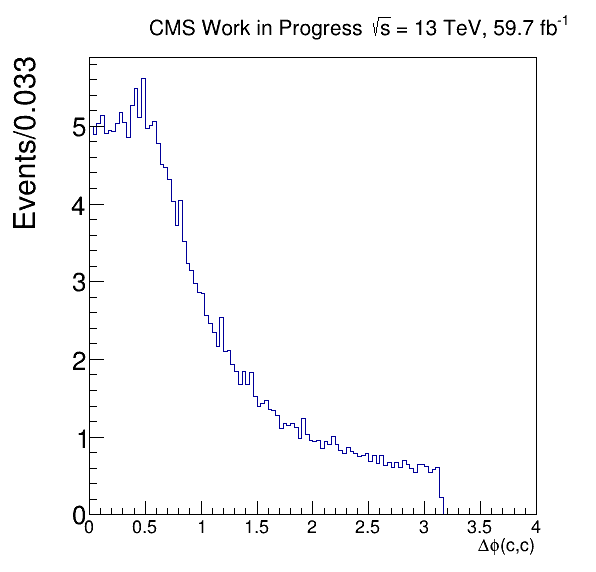 CMS Work in Progress √s = 13 TeV, 59.7 fb⁻¹
Events/0.033
5
4
3
2
1
0
0 0.5 1 1.5 2 2.5 3 3.5 4
Δϕ(c,c)